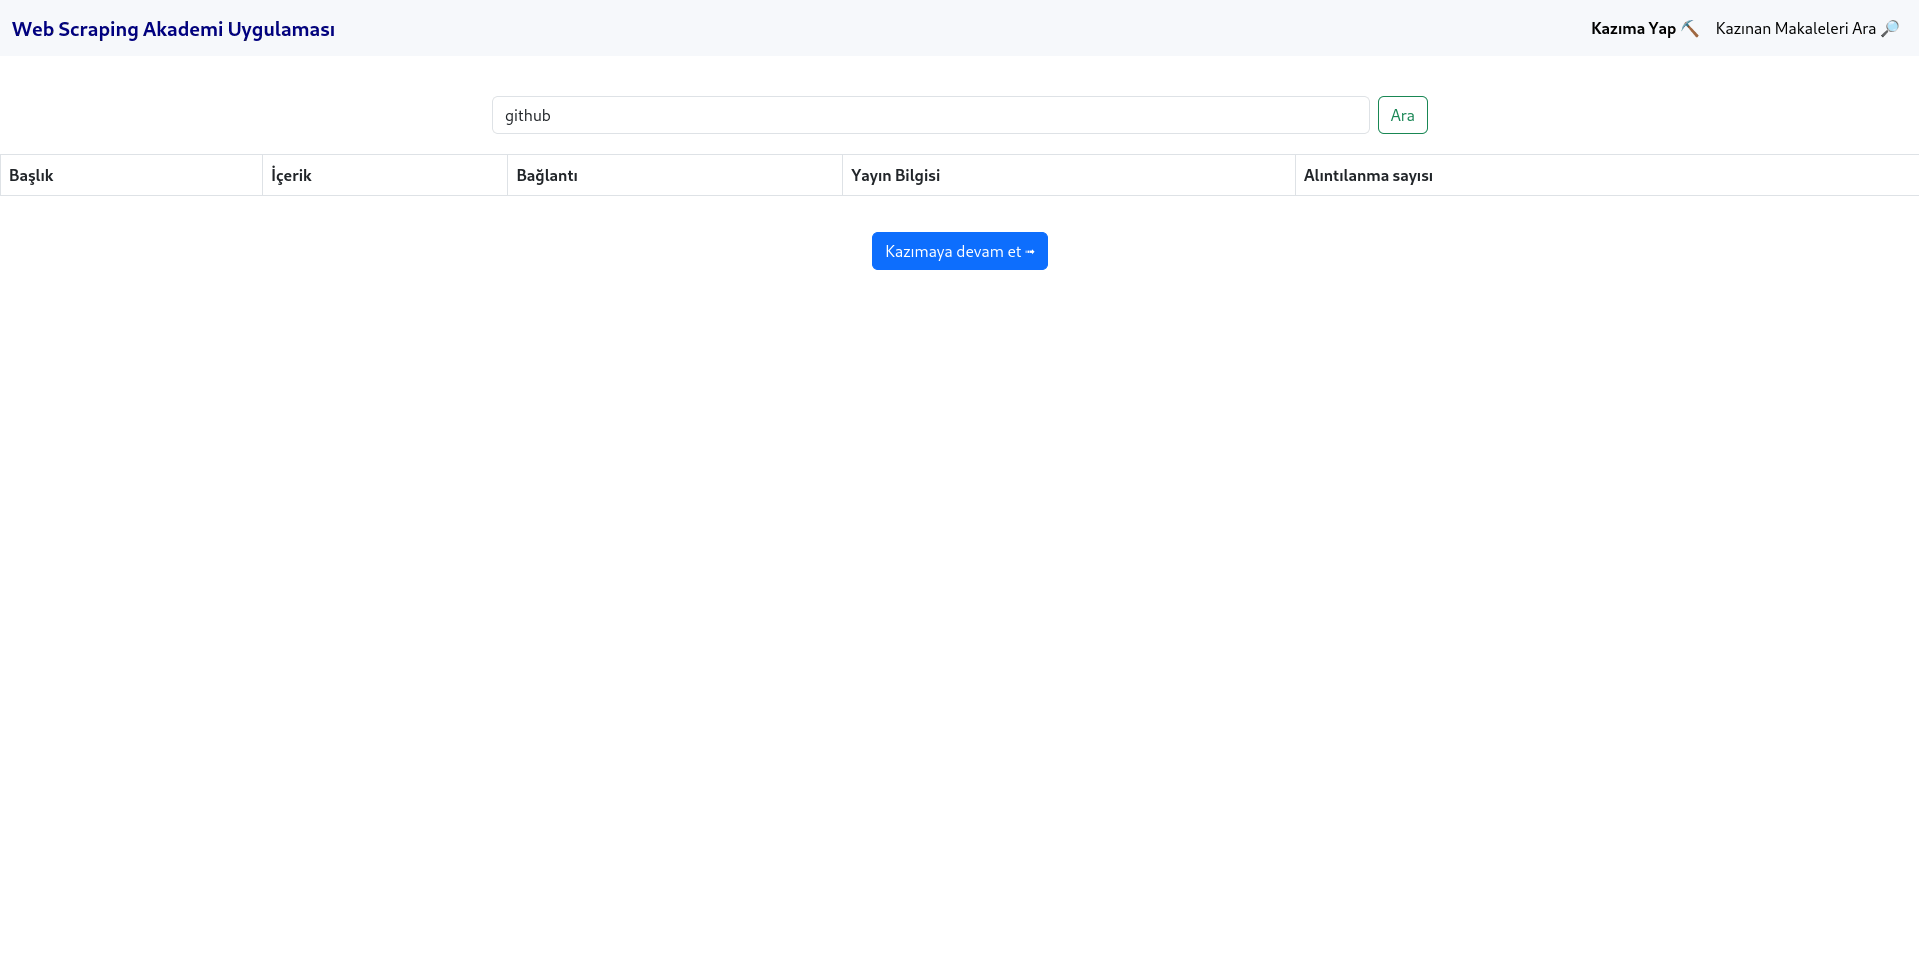 Web Scraping Akademi Uygulaması
Kazıma Yap ⛏️ Kazınan Makaleleri Ara 🔎
github
Ara
Başlık İçerik Bağlantı Yayın Bilgisi Alıntılanma sayısı
Kazımaya devam et →